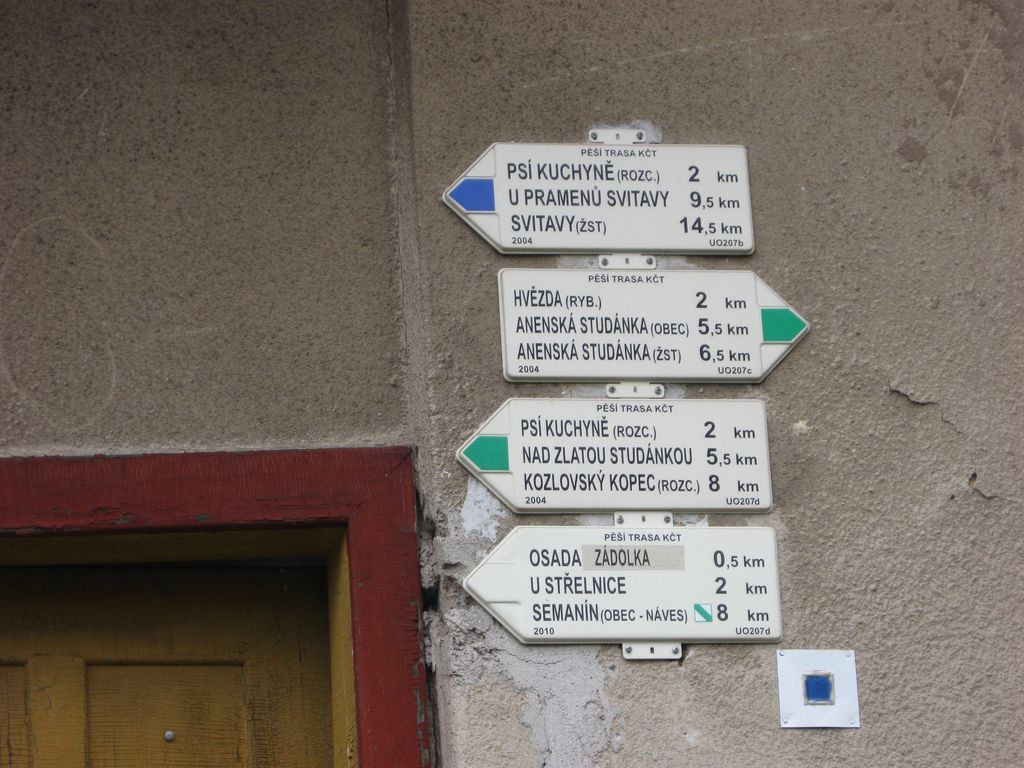 PĚŠÍ TRASA KČT
PSÍ KUCHYNĚ (ROZC.) 2 km
U PRAMENŮ SVITAVY 9,5 km
SVITAVY (ŽST) 14,5 km
2004 UO207b
PĚŠÍ TRASA KČT
HVĚZDA (RYB.) 2 km
ANENSKÁ STUDÁNKA (OBEC) 5,5 km
ANENSKÁ STUDÁNKA (ŽST) 6,5 km
2004 UO207c
PĚŠÍ TRASA KČT
PSÍ KUCHYNĚ (ROZC.) 2 km
NAD ZLATOU STUDÁNKOU 5,5 km
KOZLOVSKÝ KOPEC (ROZC.) 8 km
2004 UO207d
PĚŠÍ TRASA KČT
OSADA ZÁDOLKA 0,5 km
U STŘELNICE 2 km
SEMANÍN (OBEC - NÁVES) 8 km
2010 UO207d